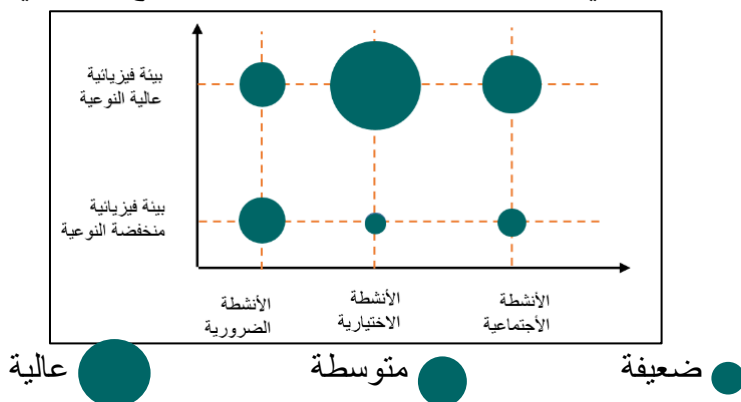 بيئة فيزيائية
عالية النوعية
بيئة فيزيائية
منخفضة النوعية
الأنشطة
الضرورية
الأنشطة
الاختيارية
الأنشطة
الأجتماعية
عالية
متوسطة
ضعيفة